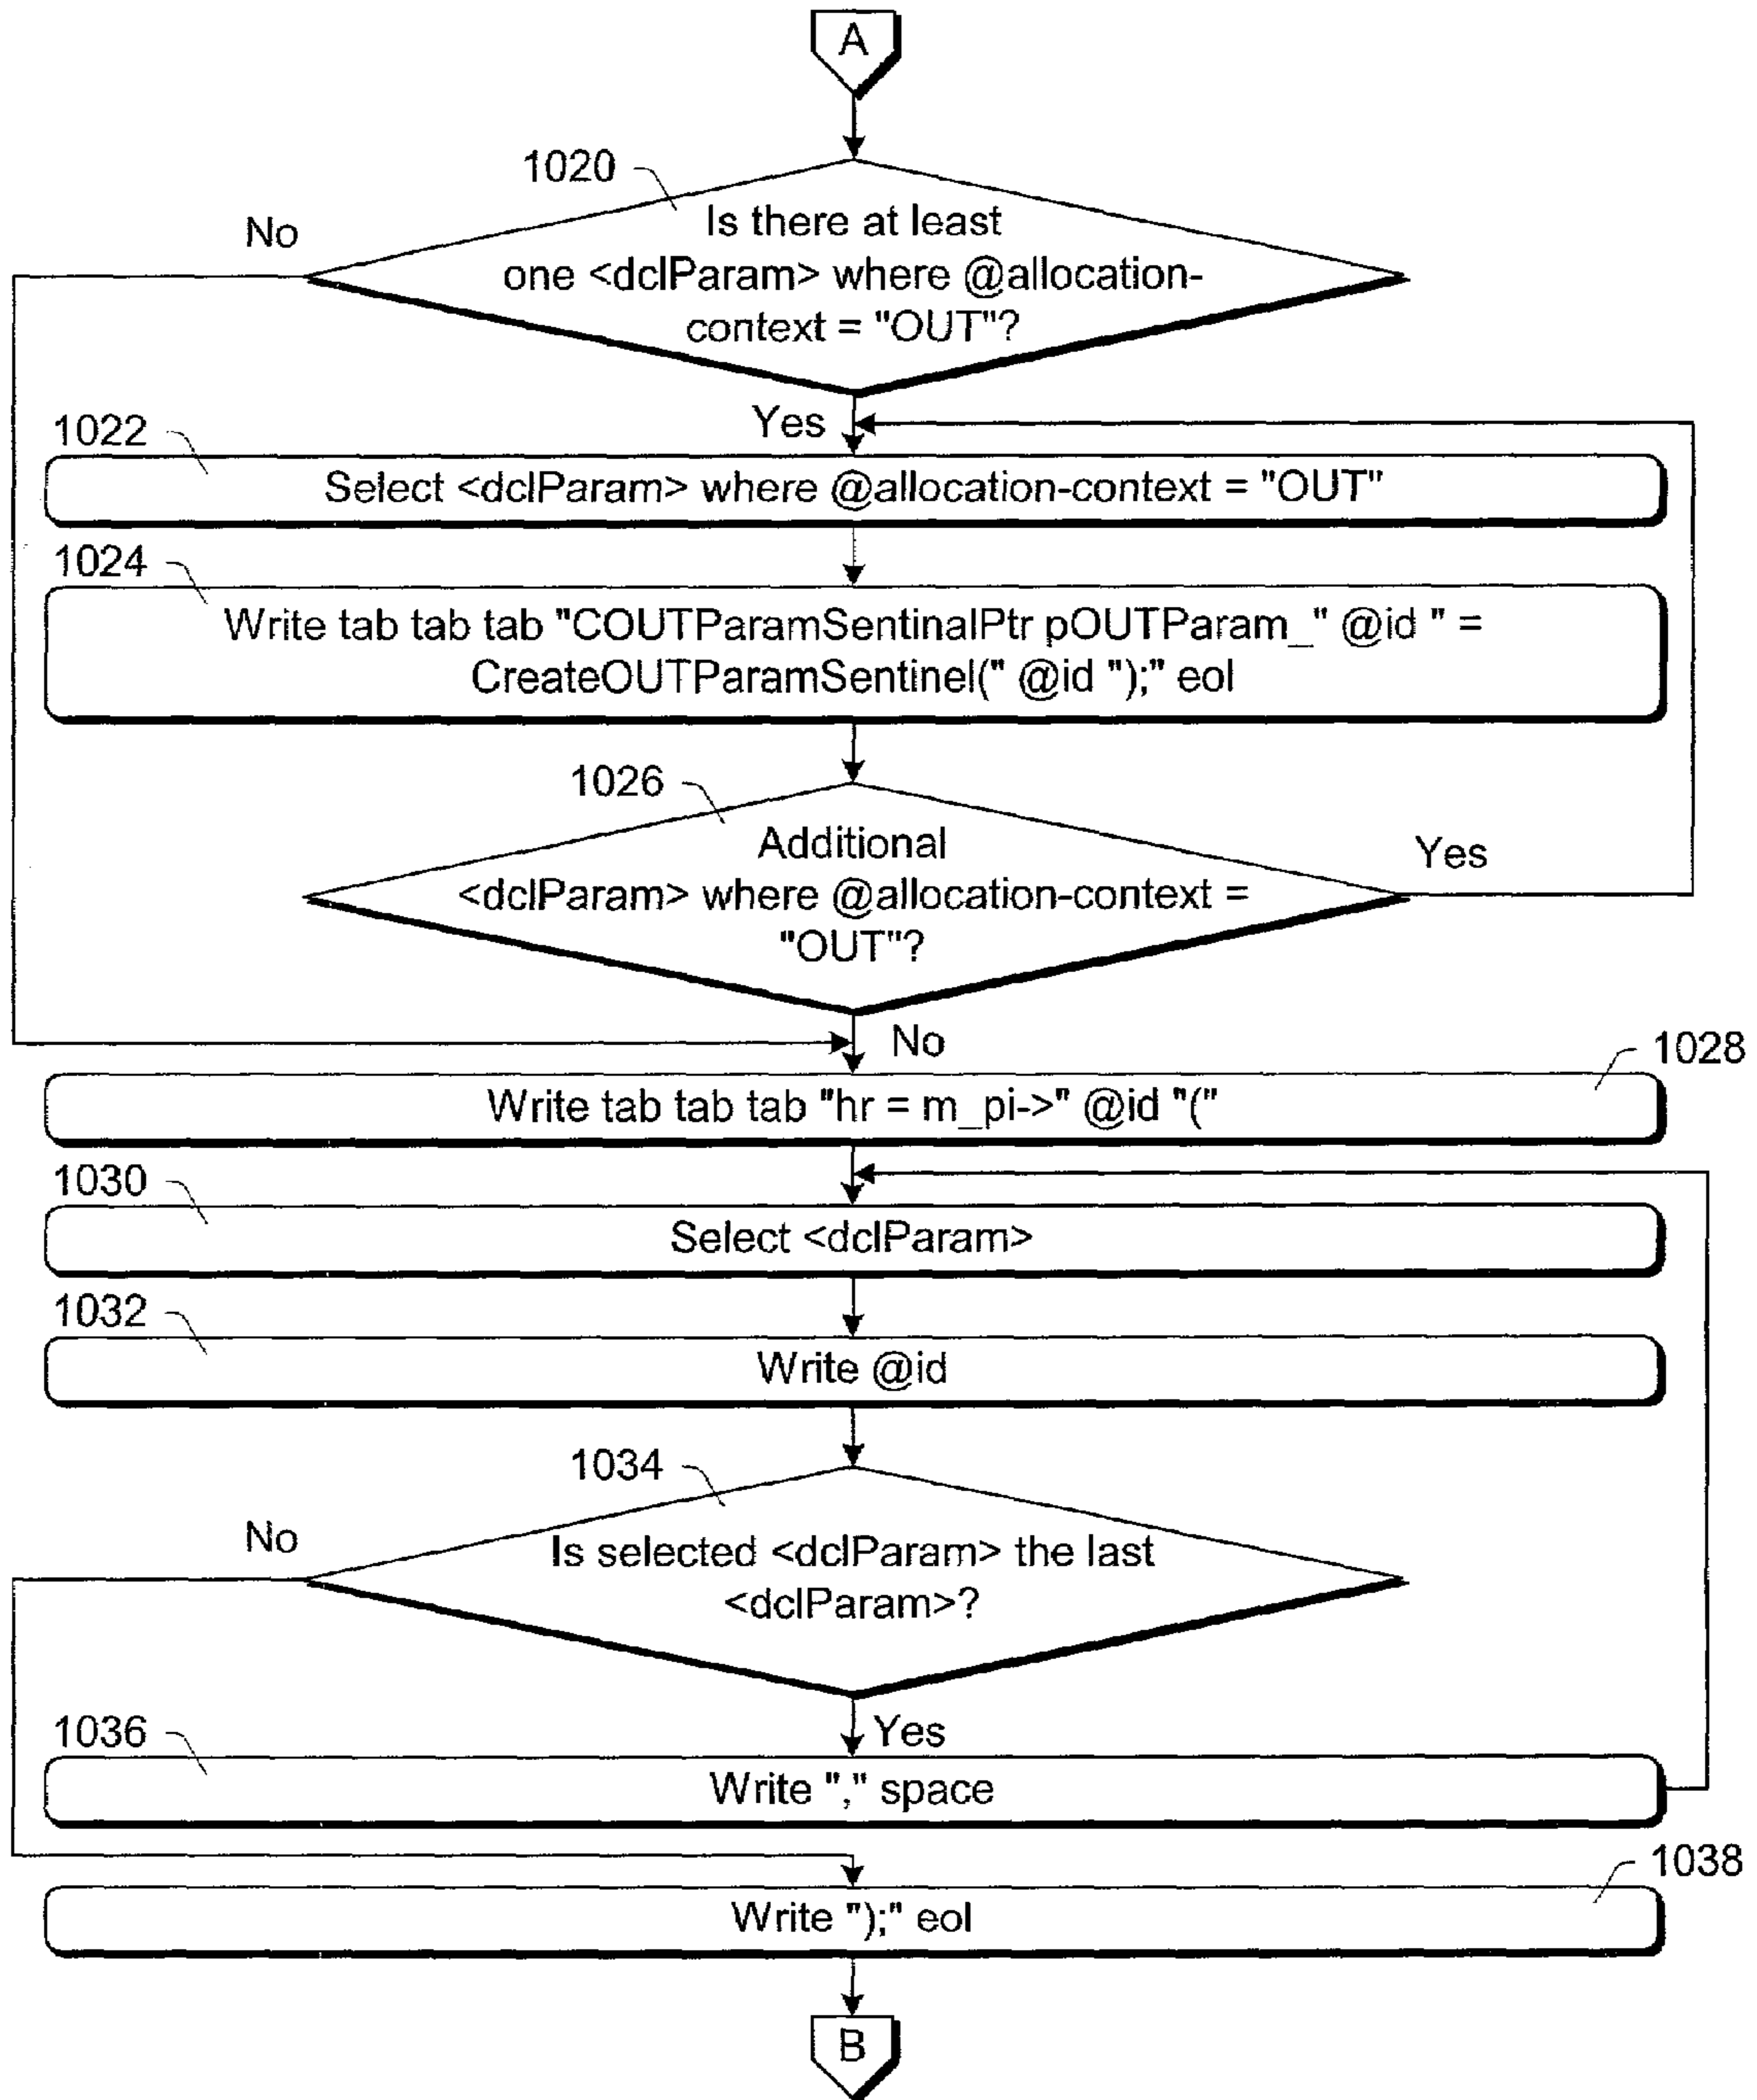 A
1020
Is there at least
No
one <dclParam> where @allocation-
context = "OUT"?
Yes
1022
Select <dclParam> where @allocation-context = "OUT"
1024
Write tab tab tab "COUTParamSentinalPtr pOUTParam_" @id " =
CreateOUTParamSentinel(" @id ");" eol
1026
Additional
Yes
<dclParam> where @allocation-context =
"OUT"?
No
1028
Write tab tab tab "hr = m_pi->" @id "("
1030
Select <dclParam>
1032
Write @id
1034
No
Is selected <dclParam> the last
<dclParam>?
1036
Yes
Write "," space
1038
Write ");" eol
B